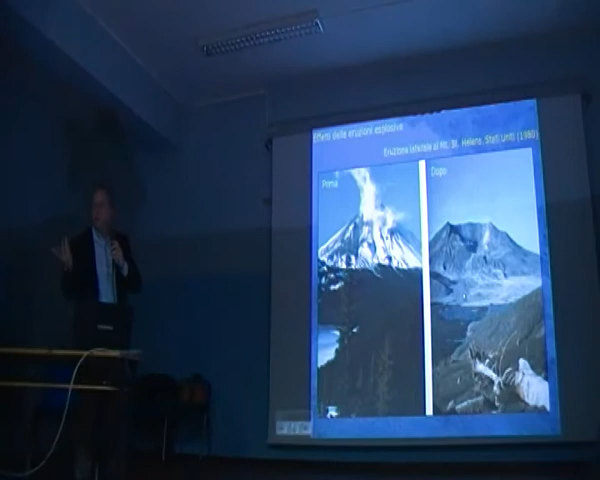 Effetti delle eruzioni esplosive
Eruzione laterale al Mt. St. Helens, Stati Uniti (1980)
Prima
Dopo